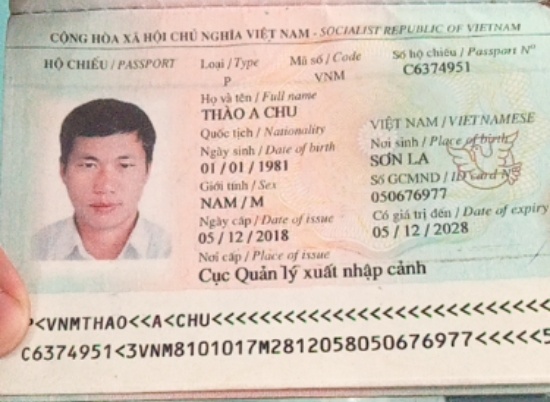 CỘNG HÒA XÃ HỘI CHỦ NGHĨA VIỆT NAM - SOCIALIST REPUBLIC OF VIETNAM
HỘ CHIẾU / PASSPORT Loại / Type Mã số / Code Số hộ chiếu / Passport Nº
P VNM C6374951
Họ và tên / Full name
THÀO A CHU
Quốc tịch / Nationality VIỆT NAM / VIETNAMESE
Ngày sinh / Date of birth Nơi sinh / Place of birth
01 / 01 / 1981 SƠN LA
Giới tính / Sex Số GCMND / ID card Nº
NAM / M 050676977
Ngày cấp / Date of issue Có giá trị đến / Date of expiry
05 / 12 / 2018 05 / 12 / 2028
Nơi cấp / Place of issue
Cục Quản lý xuất nhập cảnh
P<VNMTHAO<<A<CHU<<<<<<<<<<<<<<<<<<<<<<<<<<<
C6374951<3VNM8101017M2812058050676977<<<<<5